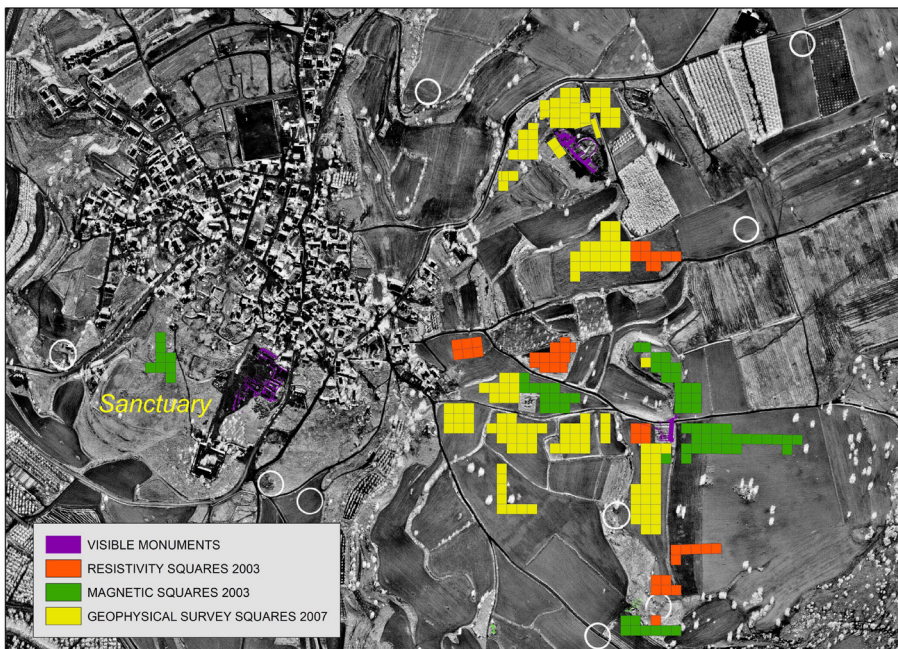 Sanctuary
VISIBLE MONUMENTS
RESISTIVITY SQUARES 2003
MAGNETIC SQUARES 2003
GEOPHYSICAL SURVEY SQUARES 2007